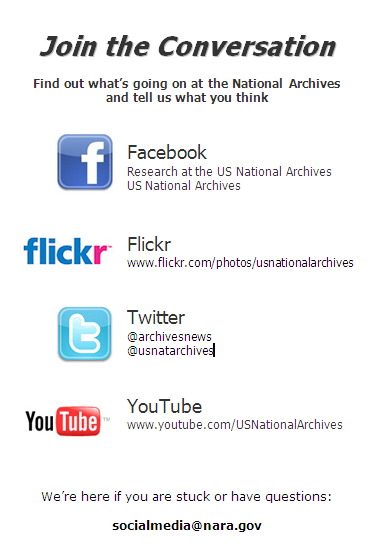 Join the Conversation
Find out what's going on at the National Archives
and tell us what you think
f
Facebook
Research at the US National Archives
US National Archives
flickr™
Flickr
www.flickr.com/photos/usnationalarchives
t
Twitter
@archivesnews
@usnatarchives
YouTube™
YouTube
www.youtube.com/USNationalArchives
We're here if you are stuck or have questions:
socialmedia@nara.gov